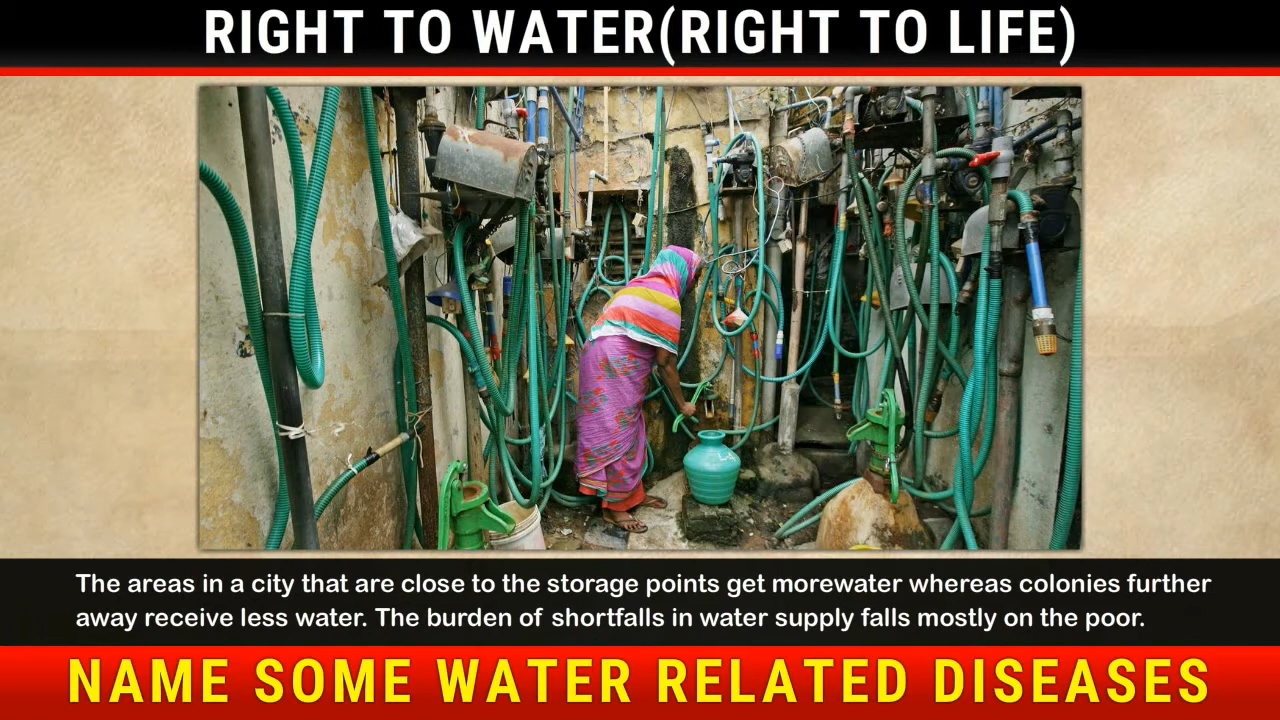 RIGHT TO WATER(RIGHT TO LIFE)
The areas in a city that are close to the storage points get morewater whereas colonies further
away receive less water. The burden of shortfalls in water supply falls mostly on the poor.
NAME SOME WATER RELATED DISEASES